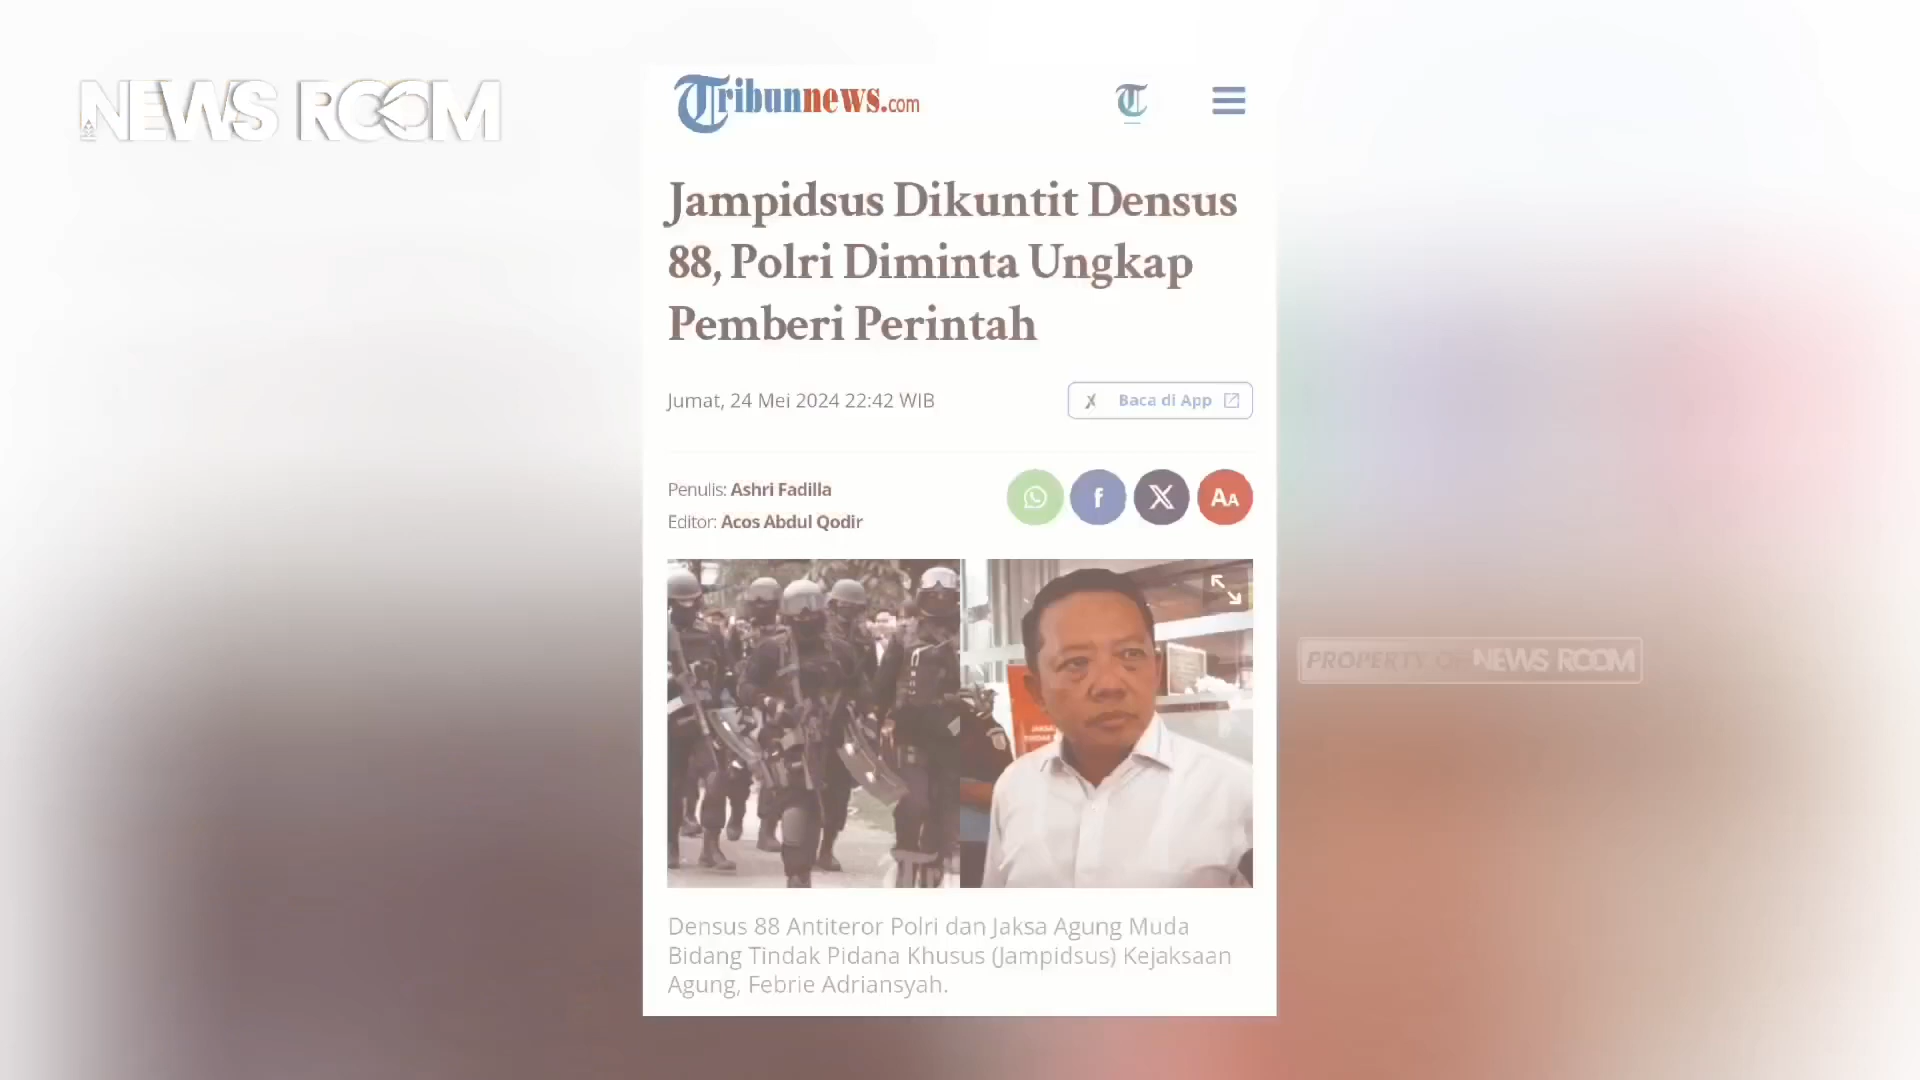 NEWS ROOM
Tribunnews.com
Jampidsus Dikuntit Densus
88, Polri Diminta Ungkap
Pemberi Perintah
Jumat, 24 Mei 2024 22:42 WIB
Baca di App
Penulis: Ashri Fadilla
Editor: Acos Abdul Qodir
AA
PROPERTY OF NEWS ROOM
Densus 88 Antiteror Polri dan Jaksa Agung Muda
Bidang Tindak Pidana Khusus (Jampidsus) Kejaksaan
Agung, Febrie Adriansyah.